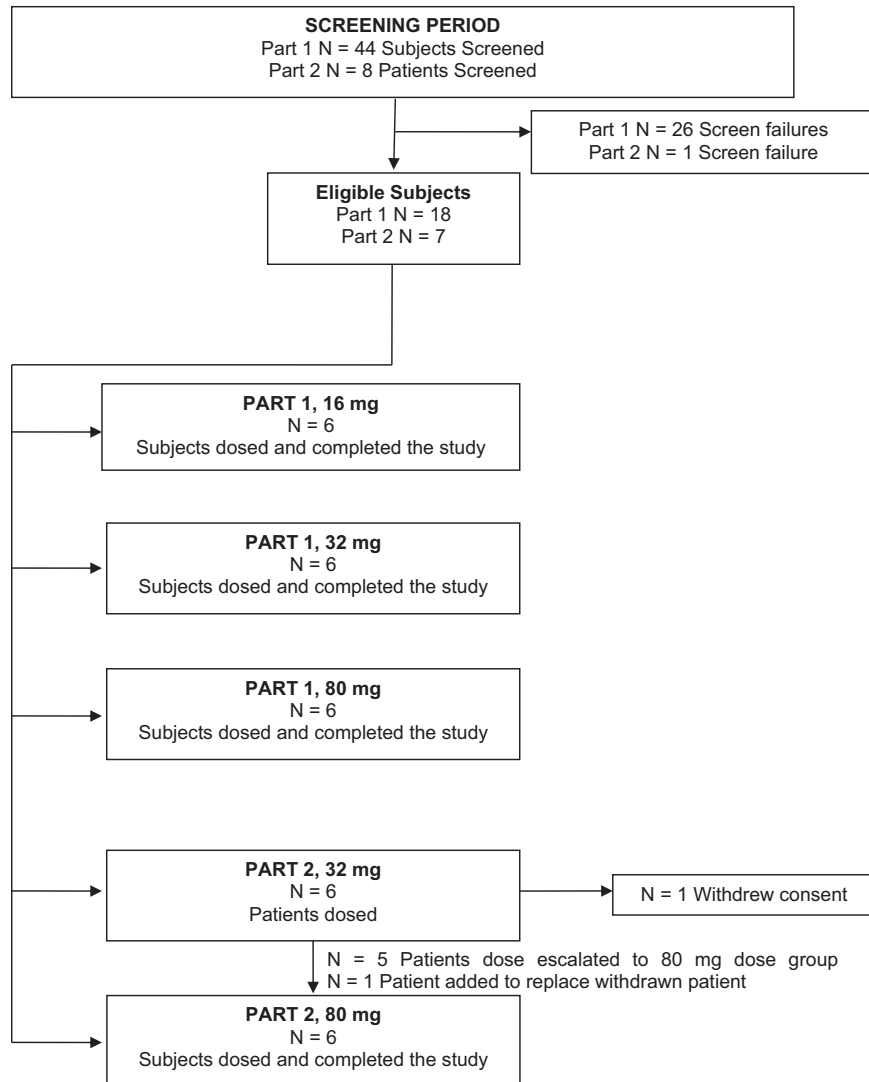 SCREENING PERIOD
Part 1 N = 44 Subjects Screened
Part 2 N = 8 Patients Screened
Part 1 N = 26 Screen failures
Part 2 N = 1 Screen failure
Eligible Subjects
Part 1 N = 18
Part 2 N = 7
PART 1, 16 mg
N = 6
Subjects dosed and completed the study
PART 1, 32 mg
N = 6
Subjects dosed and completed the study
PART 1, 80 mg
N = 6
Subjects dosed and completed the study
PART 2, 32 mg
N = 6
Patients dosed
N = 1 Withdrew consent
N = 5 Patients dose escalated to 80 mg dose group
N = 1 Patient added to replace withdrawn patient
PART 2, 80 mg
N = 6
Subjects dosed and completed the study